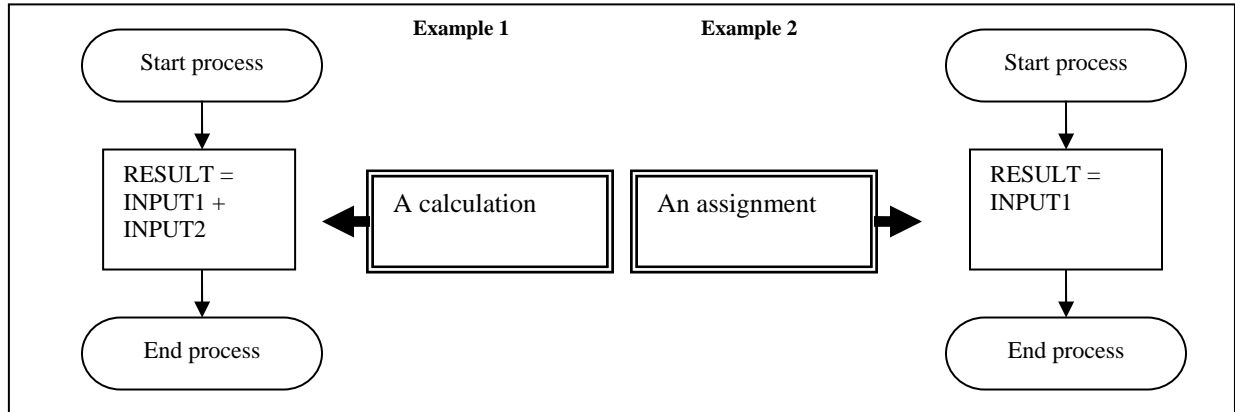 Example 1
Example 2
Start process
RESULT =
INPUT1 +
INPUT2
End process
A calculation
An assignment
Start process
RESULT =
INPUT1
End process